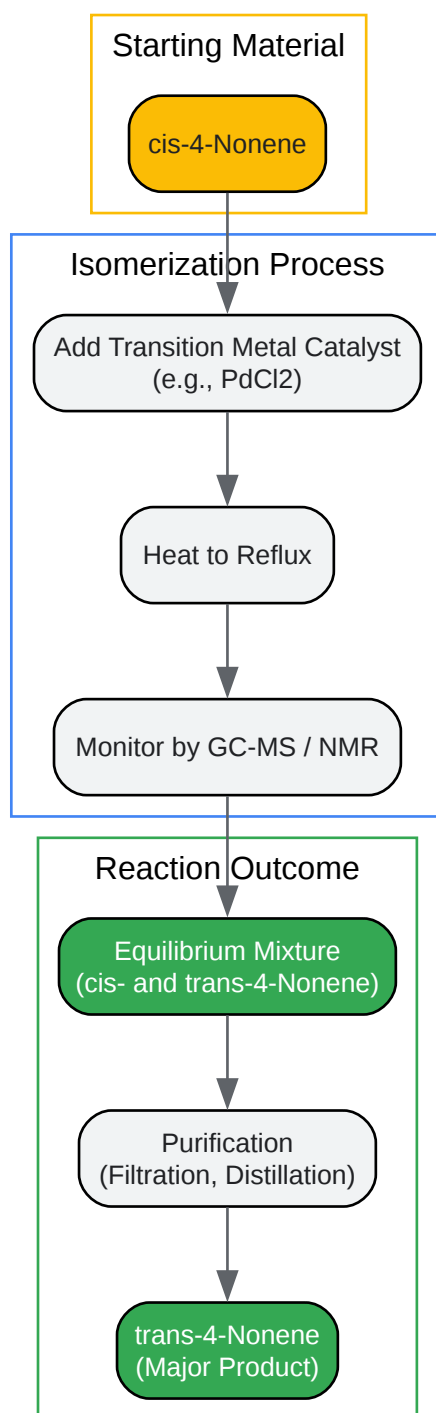 Starting Material
cis-4-Nonene
Isomerization Process
Add Transition Metal Catalyst
(e.g., PdCl2)
Heat to Reflux
Monitor by GC-MS / NMR
Reaction Outcome
Equilibrium Mixture
(cis- and trans-4-Nonene)
Purification
(Filtration, Distillation)
trans-4-Nonene
(Major Product)